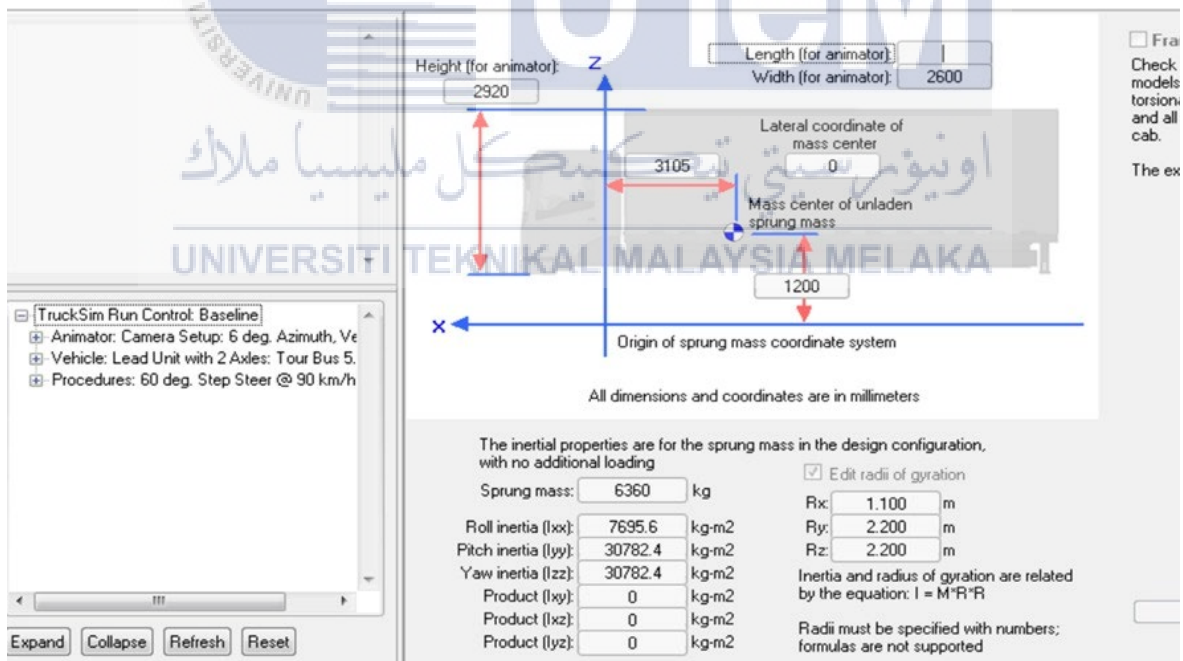 UTeM
UNIVERSITI
اونيۏرسيتي تيكنيكل مليسيا ملاك
UNIVERSITI TEKNIKAL MALAYSIA MELAKA
TruckSim Run Control: Baseline
Animator: Camera Setup: 6 deg. Azimuth, Ve
Vehicle: Lead Unit with 2 Axles: Tour Bus 5.
Procedures: 60 deg. Step Steer @ 90 km/h
Expand Collapse Refresh Reset
Height (for animator):
2920
Z
Length (for animator):
Width (for animator): 2600
Lateral coordinate of
mass center
3105
0
Mass center of unladen
sprung mass
1200
X
Origin of sprung mass coordinate system
All dimensions and coordinates are in millimeters
The inertial properties are for the sprung mass in the design configuration,
with no additional loading
Sprung mass: 6360 kg
Roll inertia (Ixx): 7695.6 kg-m2
Pitch inertia (Iyy): 30782.4 kg-m2
Yaw inertia (Izz): 30782.4 kg-m2
Product (Ixy): 0 kg-m2
Product (Ixz): 0 kg-m2
Product (Iyz): 0 kg-m2
Edit radii of gyration
Rx: 1.100 m
Ry: 2.200 m
Rz: 2.200 m
Inertia and radius of gyration are related
by the equation: I = M*R*R
Radii must be specified with numbers;
formulas are not supported
Fra
Check
models
torsiona
and all
cab.
The ex